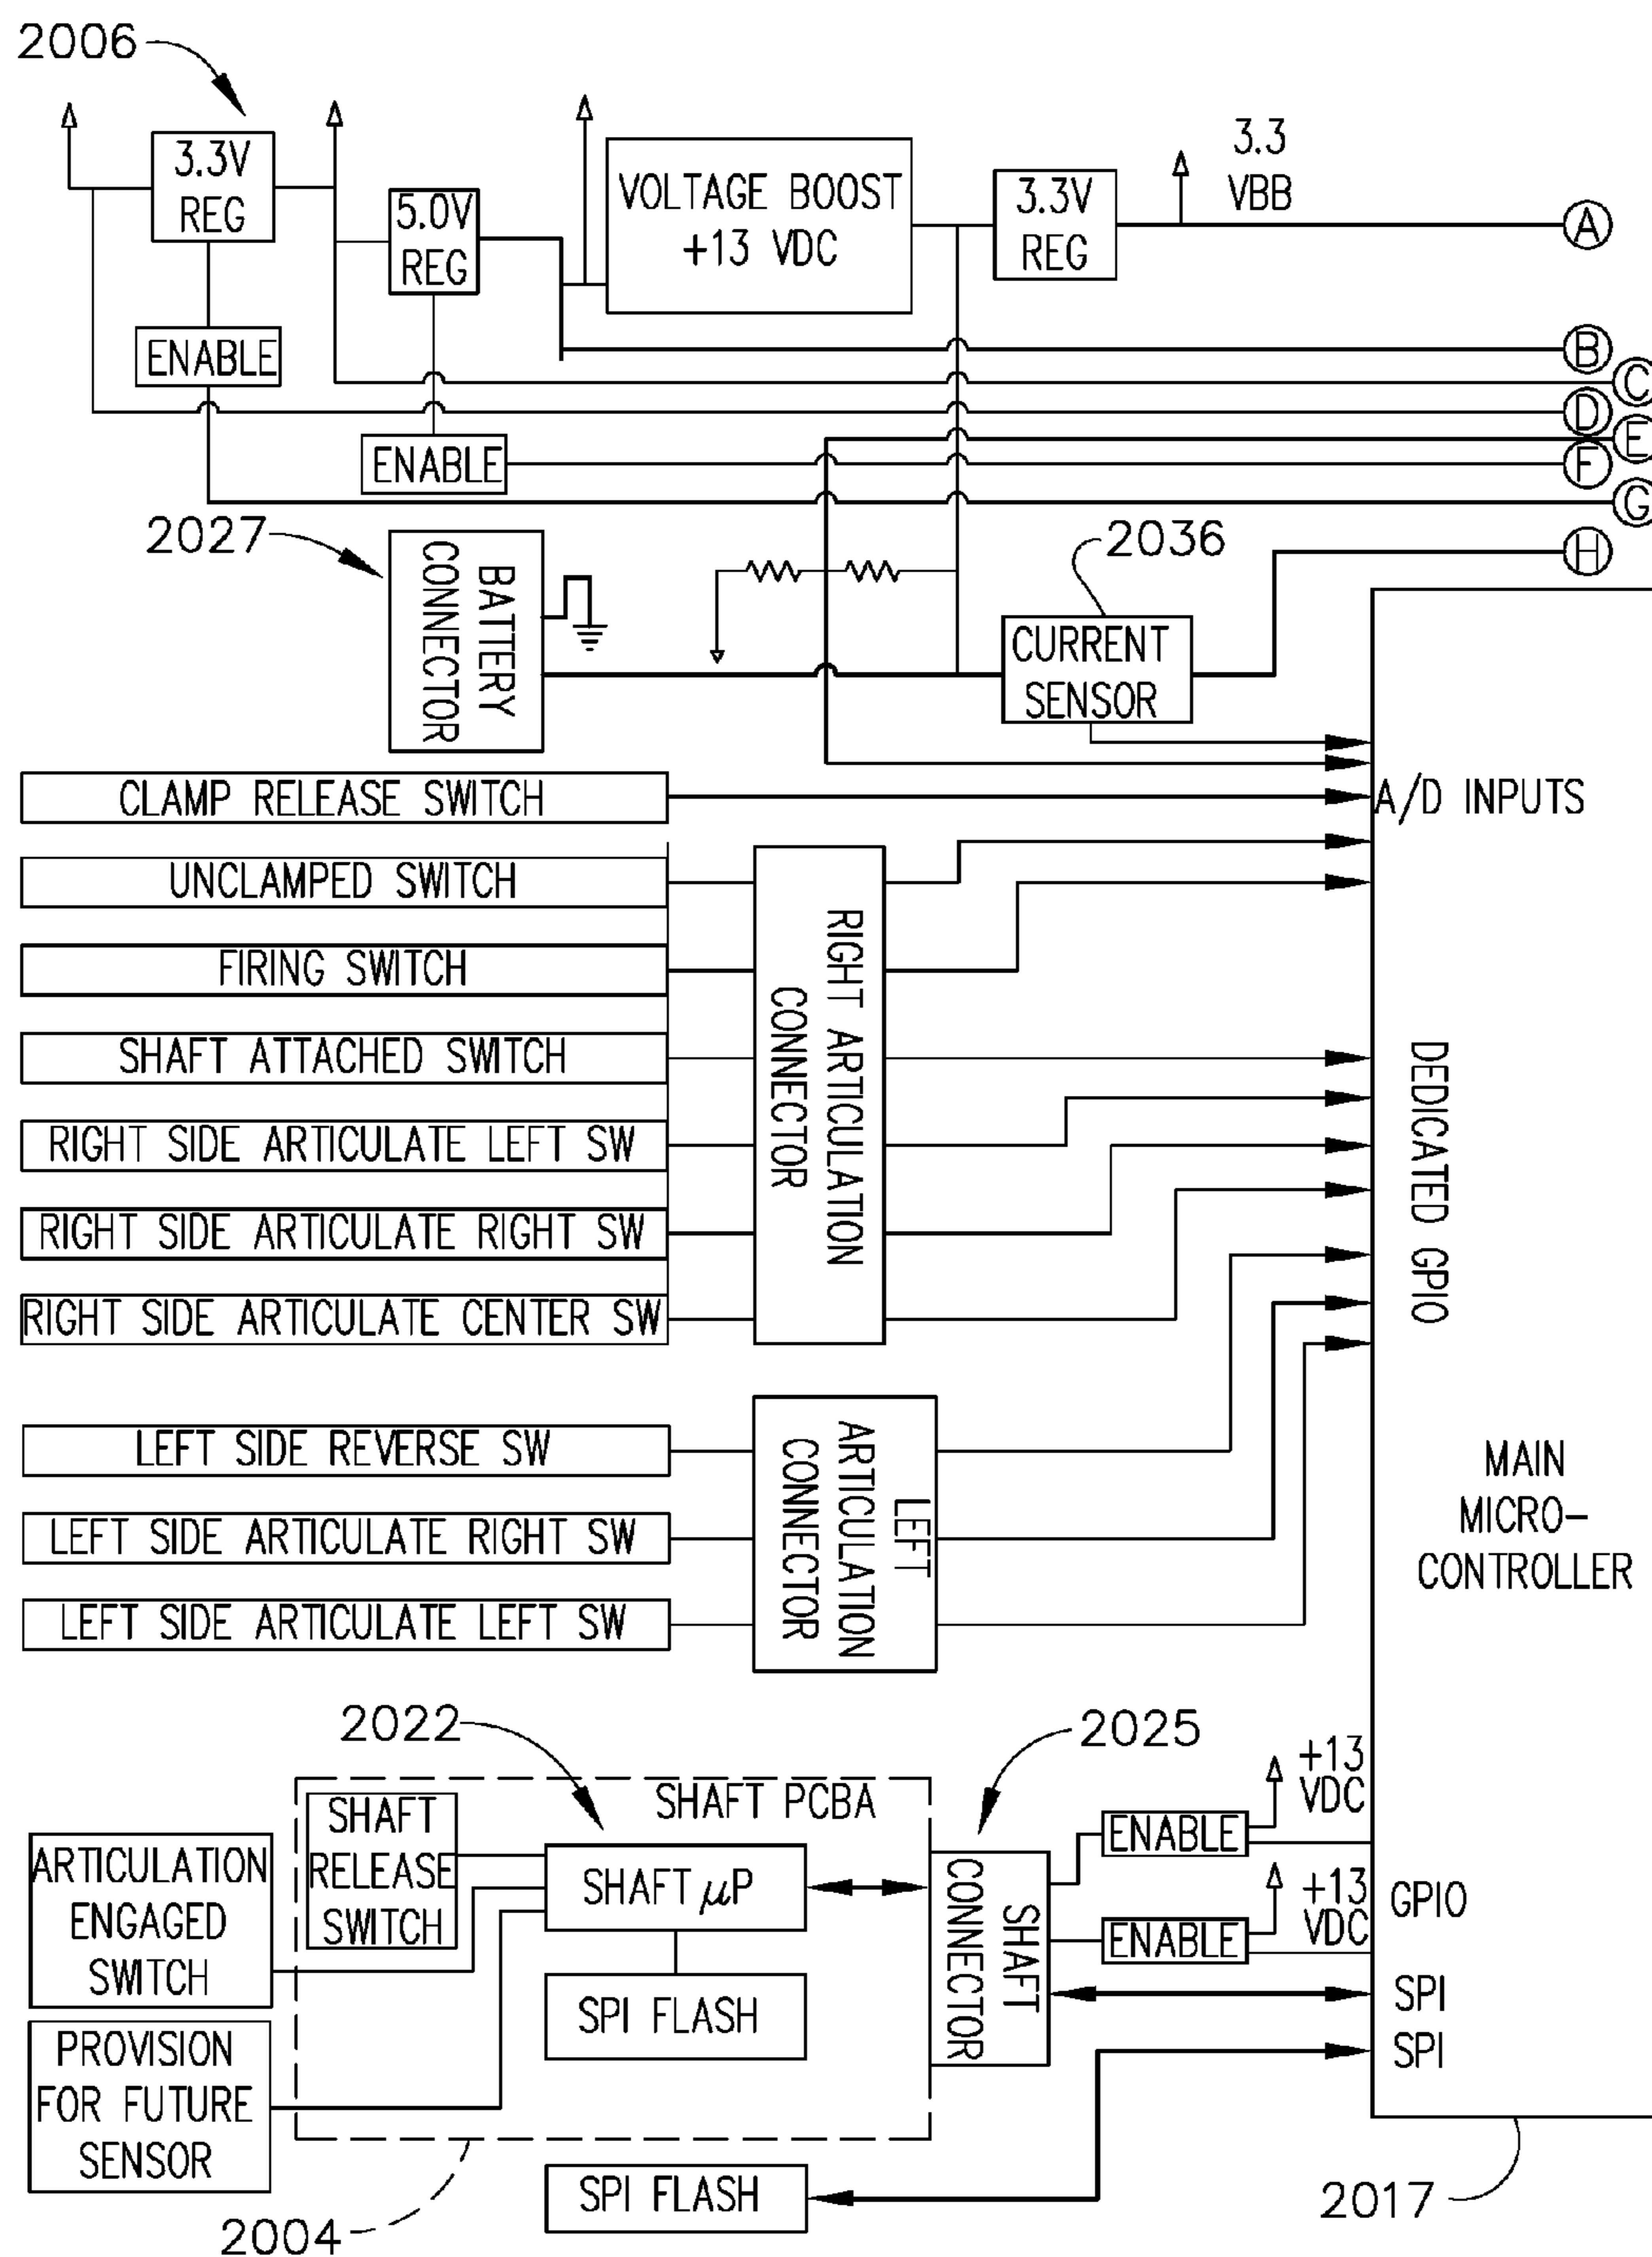 2006
3.3V
REG
5.0V
REG
VOLTAGE BOOST
+13 VDC
3.3V
REG
3.3
VBB
A
ENABLE
B
C
D
E
ENABLE
F
G
2027
BATTERY
CONNECTOR
2036
H
CURRENT
SENSOR
CLAMP RELEASE SWITCH
A/D INPUTS
UNCLAMPED SWITCH
FIRING SWITCH
SHAFT ATTACHED SWITCH
RIGHT SIDE ARTICULATE LEFT SW
RIGHT SIDE ARTICULATE RIGHT SW
RIGHT SIDE ARTICULATE CENTER SW
RIGHT ARTICULATION
CONNECTOR
DEDICATED GPIO
LEFT SIDE REVERSE SW
LEFT SIDE ARTICULATE RIGHT SW
LEFT SIDE ARTICULATE LEFT SW
LEFT
ARTICULATION
CONNECTOR
MAIN
MICRO-
CONTROLLER
2022
2025
SHAFT PCBA
SHAFT
RELEASE
SWITCH
ARTICULATION
ENGAGED
SWITCH
SHAFT µP
SPI FLASH
SHAFT
CONNECTOR
+13
VDC
ENABLE
+13
VDC
ENABLE
GPIO
SPI
SPI
PROVISION
FOR FUTURE
SENSOR
SPI FLASH
2004
2017